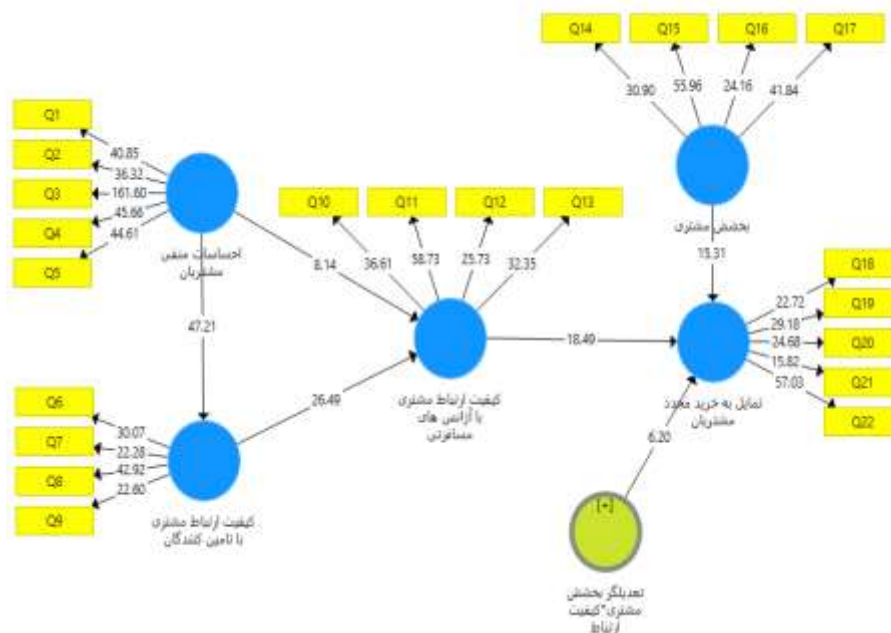 Q14
Q15
Q16
Q17
30.90
55.96
24.16
41.84
بخشش مشتری
15.31
Q1
Q2
Q3
Q4
Q5
40.85
36.32
161.60
45.66
44.61
احساسات منفی
مشتریان
Q10
Q11
Q12
Q13
36.61
58.73
25.73
32.35
8.14
47.21
کیفیت ارتباط مشتری
با آژانس های
مسافرتی
18.49
26.49
Q18
Q19
Q20
Q21
Q22
22.72
29.18
24.68
15.82
57.03
تمایل به خرید مجدد
مشتریان
Q6
Q7
Q8
Q9
30.07
22.28
42.92
22.60
کیفیت ارتباط مشتری
با تامین کنندگان
6.20
[+]
تعدیلگر بخشش
مشتری*کیفیت
ارتباط